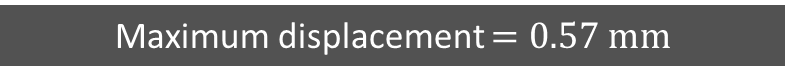 Maximum displacement = 0.57 mm